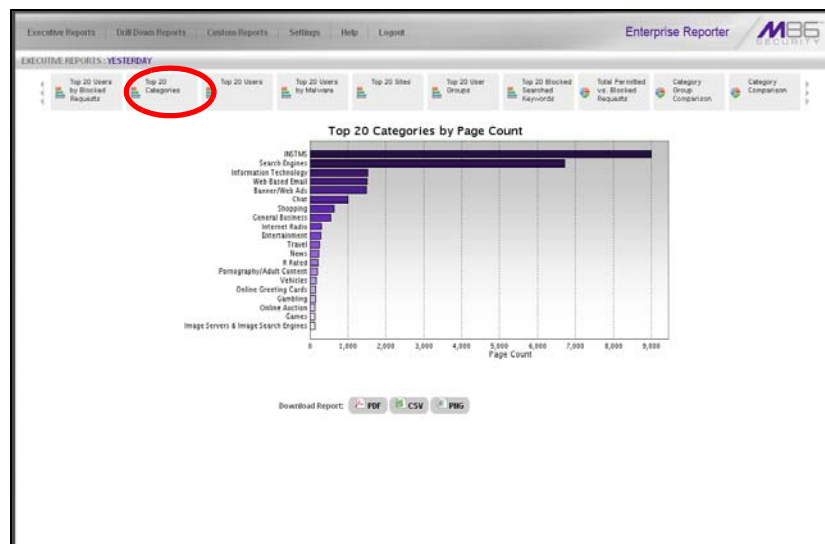 Executive Reports Drill Down Reports Custom Reports Settings Help Logout
Enterprise Reporter
M86
SECURITY
EXECUTIVE REPORTS : YESTERDAY
Top 20 Users by Blocked Requests
Top 20 Categories
Top 20 Users
Top 20 Users by Malware
Top 20 Sites
Top 20 User Groups
Top 20 Blocked Searched Keywords
Total Permitted vs. Blocked Requests
Category Group Comparison
Category Comparison
Top 20 Categories by Page Count
INSTMS
Search Engines
Information Technology
Web Based Email
Banner/Web Ads
Chat
Shopping
General Business
Internet Radio
Entertainment
Travel
News
R Rated
Pornography/Adult Content
Vehicles
Online Greeting Cards
Gambling
Online Auction
Games
Image Servers & Image Search Engines
0 1,000 2,000 3,000 4,000 5,000 6,000 7,000 8,000 9,000
Page Count
Download Report: PDF CSV PNG